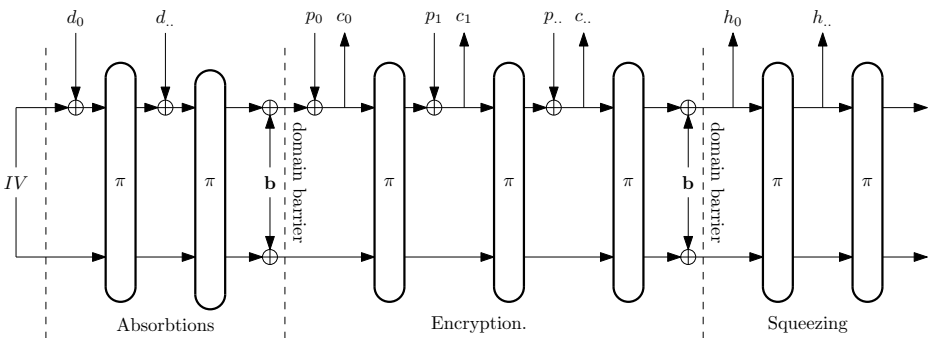 d₀ d.. p₀ c₀ p₁ c₁ p.. c.. h₀ h..
IV π π b domain barrier π π π b domain barrier π π
Absorbtions Encryption. Squeezing